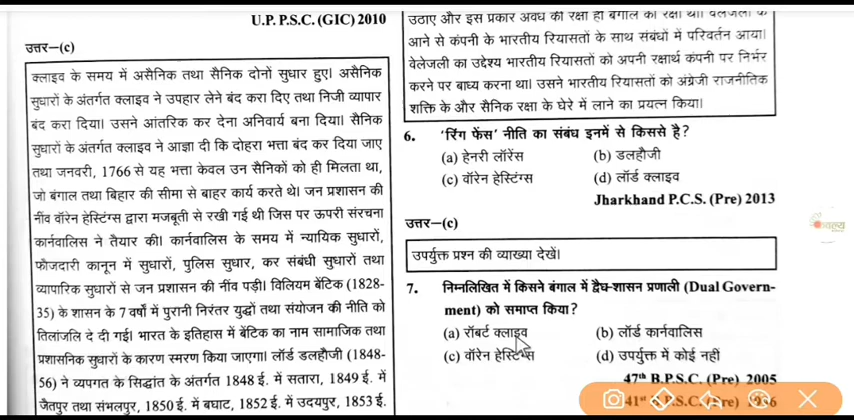 U.P. P.S.C. (GIC) 2010
उत्तर–(c)
क्लाइव के समय में असैनिक तथा सैनिक दोनों सुधार हुए। असैनिक
सुधारों के अंतर्गत क्लाइव ने उपहार लेने बंद करा दिए तथा निजी व्यापार
बंद करा दिया। उसने आंतरिक कर देना अनिवार्य बना दिया। सैनिक
सुधारों के अंतर्गत क्लाइव ने आज्ञा दी कि दोहरा भत्ता बंद कर दिया जाए
तथा जनवरी, 1766 से यह भत्ता केवल उन सैनिकों को ही मिलता था,
जो बंगाल तथा बिहार की सीमा से बाहर कार्य करते थे। जन प्रशासन की
नींव वॉरेन हेस्टिंग्स द्वारा मजबूती से रखी गई थी जिस पर ऊपरी संरचना
कार्नवालिस ने तैयार की। कार्नवालिस के समय में न्यायिक सुधारों,
फौजदारी कानून में सुधारों, पुलिस सुधार, कर संबंधी सुधारों तथा
व्यापारिक सुधारों से जन प्रशासन की नींव पड़ी। विलियम बेंटिक (1828-
35) के शासन के 7 वर्षों में पुरानी निरंतर युद्धों तथा संयोजन की नीति को
तिलांजलि दे दी गई। भारत के इतिहास में बेंटिक का नाम सामाजिक तथा
प्रशासनिक सुधारों के कारण स्मरण किया जाएगा। लॉर्ड डलहौजी (1848-
56) ने व्यपगत के सिद्धांत के अंतर्गत 1848 ई. में सतारा, 1849 ई. में
जैतपुर तथा संभलपुर, 1850 ई. में बघाट, 1852 ई. में उदयपुर, 1853 ई.
उठाए और इस प्रकार अवध की रक्षा ही बंगाल की रक्षा थी। वेलेजली के
आने से कंपनी के भारतीय रियासतों के साथ संबंधों में परिवर्तन आया।
वेलेजली का उद्देश्य भारतीय रियासतों को अपनी रक्षार्थ कंपनी पर निर्भर
करने पर बाध्य करना था। उसने भारतीय रियासतों को अंग्रेजी राजनीतिक
शक्ति के और सैनिक रक्षा के घेरे में लाने का प्रयत्न किया।
6. 'रिंग फेंस' नीति का संबंध इनमें से किससे है?
(a) हेनरी लॉरेंस (b) डलहौजी
(c) वॉरेन हेस्टिंग्स (d) लॉर्ड क्लाइव
Jharkhand P.C.S. (Pre) 2013
उत्तर–(c)
उपर्युक्त प्रश्न की व्याख्या देखें।
7. निम्नलिखित में किसने बंगाल में द्वैध-शासन प्रणाली (Dual Govern-
ment) को समाप्त किया?
(a) रॉबर्ट क्लाइव (b) लॉर्ड कार्नवालिस
(c) वॉरेन हेस्टिंग्स (d) उपर्युक्त में कोई नहीं
47th B.P.S.C. (Pre) 2005
41st B.P.S.C. (Pre) 1996